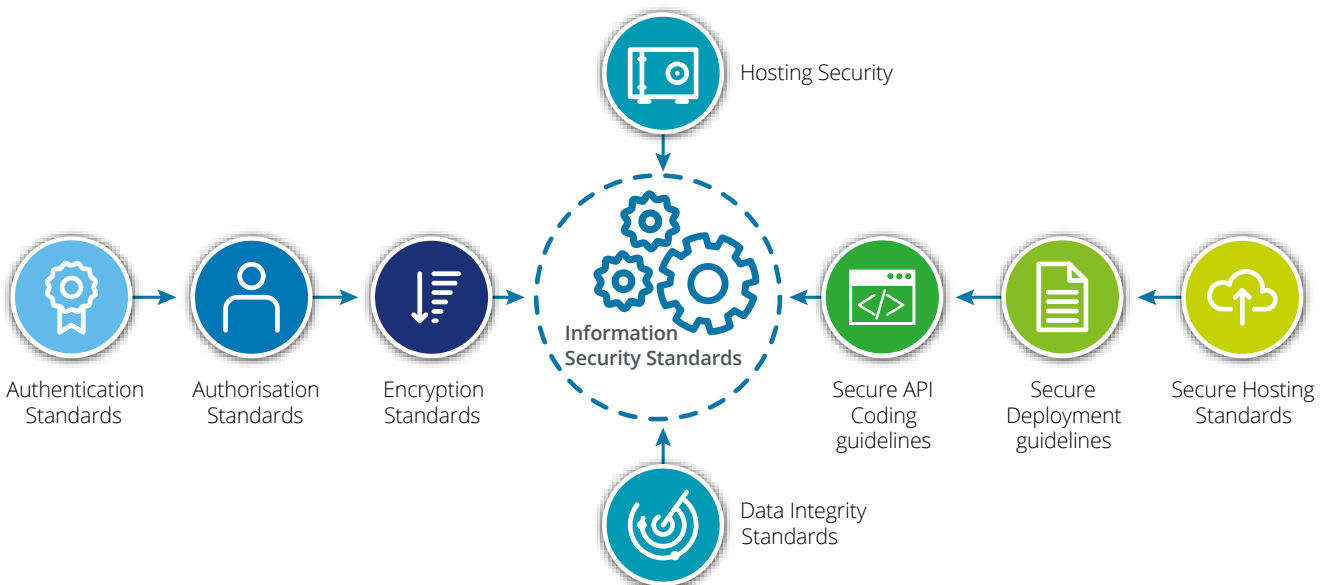 Hosting Security
Information
Security Standards
Authentication
Standards
Authorisation
Standards
Encryption
Standards
</>
Secure API
Coding
guidelines
Secure
Deployment
guidelines
Secure Hosting
Standards
Data Integrity
Standards